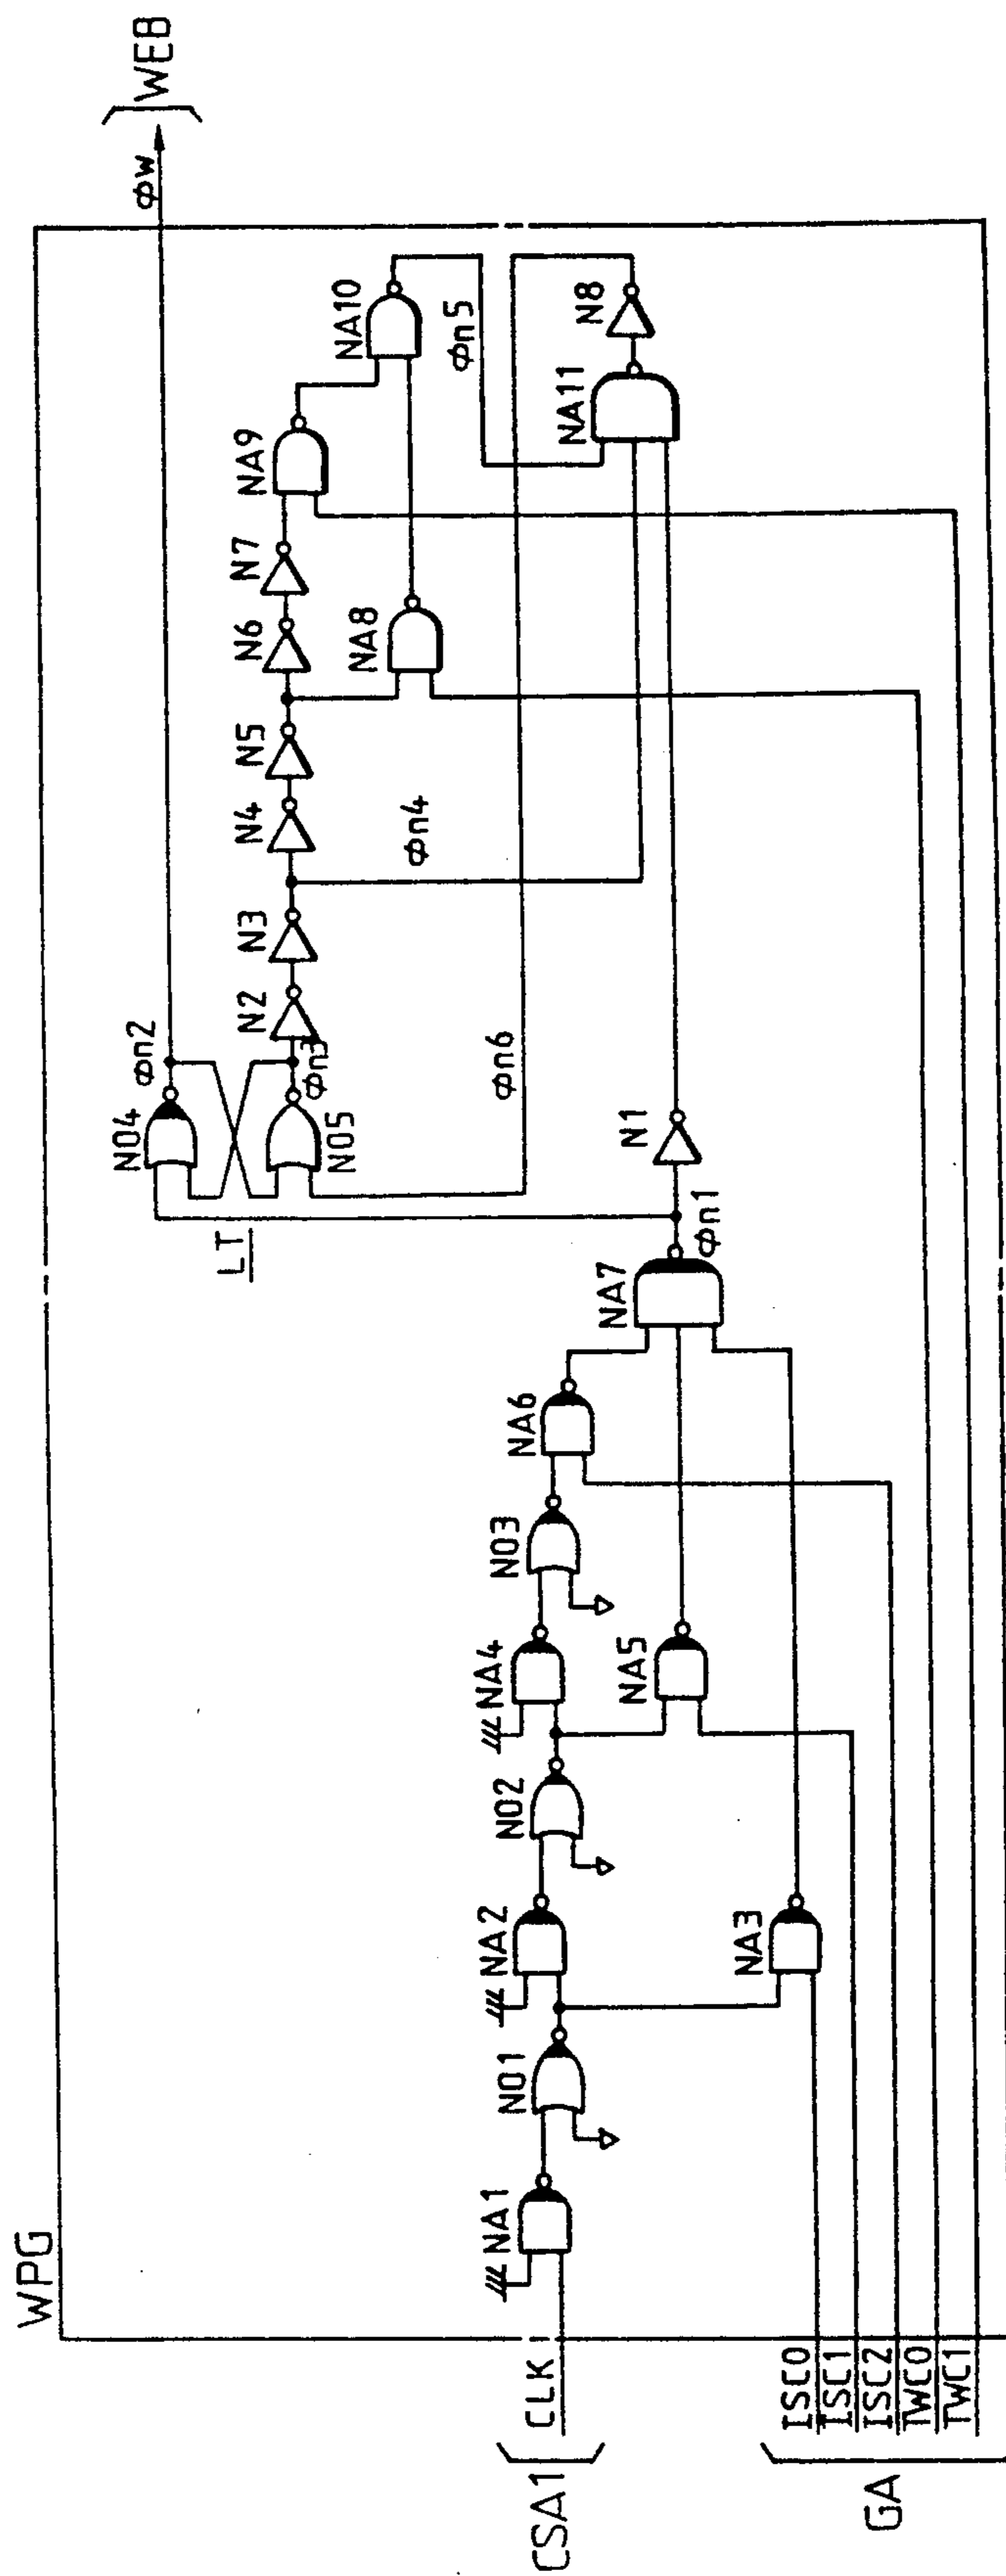 WPG
CSA1
CLK
GA
ISC0
ISC1
ISC2
TWC0
TWC1
NA1
NO1
NA2
NA3
NO2
NA4
NA5
NO3
NA6
NA7
φn1
N1
LT
NO4
φn2
NO5
φn3
φn6
N2
N3
φn4
N4
N5
NA8
N6
N7
NA9
NA10
φn5
NA11
N8
φw
WEB